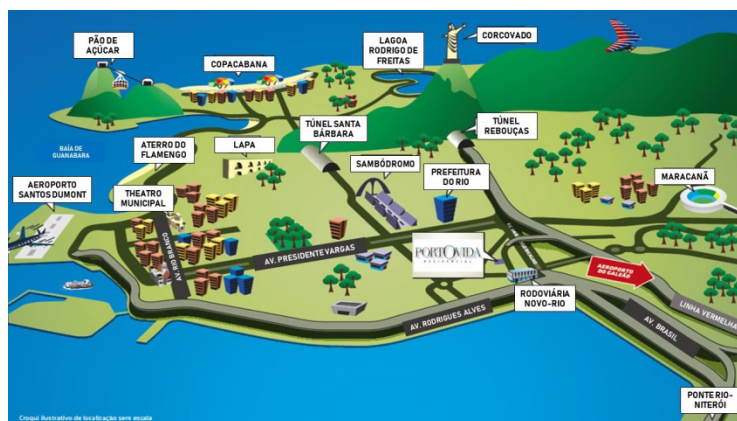 PÃO DE
AÇÚCAR
COPACABANA
LAGOA
RODRIGO DE
FREITAS
CORCOVADO
BAÍA DE
GUANABARA
ATERRO DO
FLAMENGO
LAPA
TÚNEL SANTA
BÁRBARA
TÚNEL
REBOUÇAS
SAMBÓDROMO
PREFEITURA
DO RIO
MARACANÃ
AEROPORTO
SANTOS DUMONT
THEATRO
MUNICIPAL
AV. RIO BRANCO
AV. PRESIDENTE VARGAS
PORTOVIDA
RESIDENCIAL
AEROPORTO
DO GALEÃO
RODOVIÁRIA
NOVO-RIO
LINHA VERMELHA
AV. RODRIGUES ALVES
AV. BRASIL
PONTE RIO-
NITERÓI
Croqui ilustrativo de localização sem escala